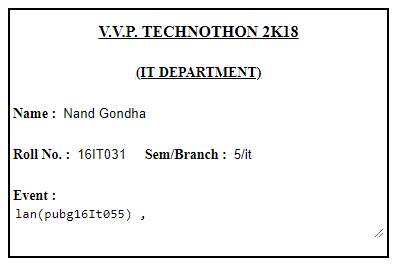 V.V.P. TECHNOTHON 2K18
(IT DEPARTMENT)
Name : Nand Gondha
Roll No. : 16IT031 Sem/Branch : 5/it
Event :
lan(pubg16It055) ,